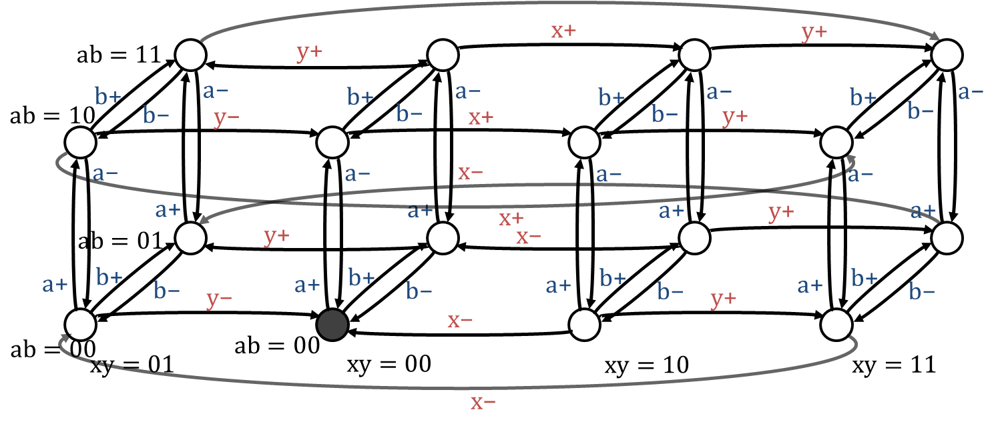 x+
y+
y+
ab = 11
a− a− a− a−
b+ b+ b+ b+
b− b− b− b−
ab = 10
y− x+ y+
a− x− a− a− a−
a+ a+ a+ a+
x+ y+
ab = 01 y+ x−
b+ b+ b+ b+
a+ a+ a+ a+
b− b− b− b−
y− y+
x−
ab = 00 ab = 00
xy = 01 xy = 00 xy = 10 xy = 11
x−